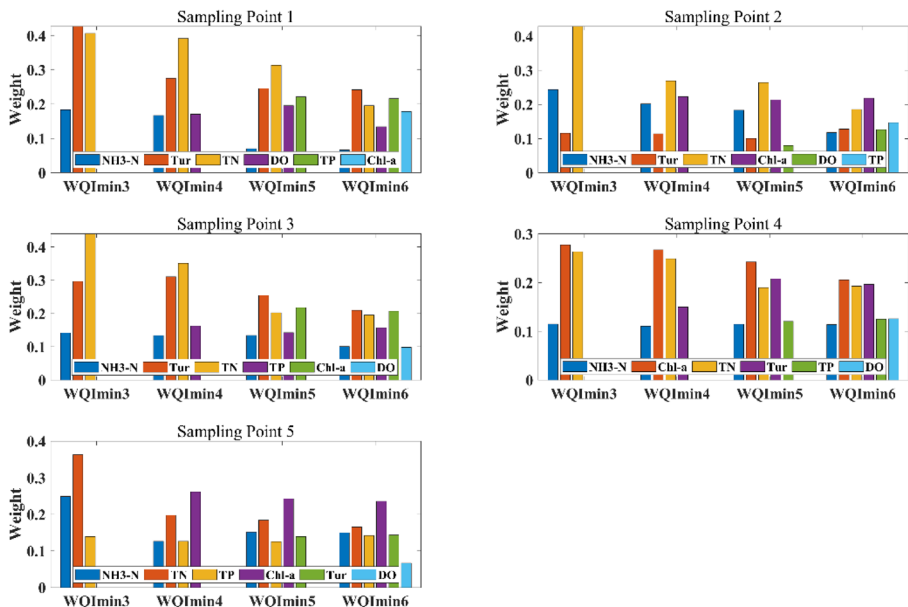 Sampling Point 1
Weight
0.4
0.3
0.2
0.1
0
NH3-N Tur TN DO TP Chl-a
WQImin3 WQImin4 WQImin5 WQImin6
Sampling Point 2
Weight
0.4
0.3
0.2
0.1
0
NH3-N Tur TN Chl-a DO TP
WQImin3 WQImin4 WQImin5 WQImin6
Sampling Point 3
Weight
0.4
0.3
0.2
0.1
0
NH3-N Tur TN TP Chl-a DO
WQImin3 WQImin4 WQImin5 WQImin6
Sampling Point 4
Weight
0.3
0.2
0.1
0
NH3-N Chl-a TN Tur TP DO
WQImin3 WQImin4 WQImin5 WQImin6
Sampling Point 5
Weight
0.4
0.3
0.2
0.1
0
NH3-N TN TP Chl-a Tur DO
WQImin3 WQImin4 WQImin5 WQImin6